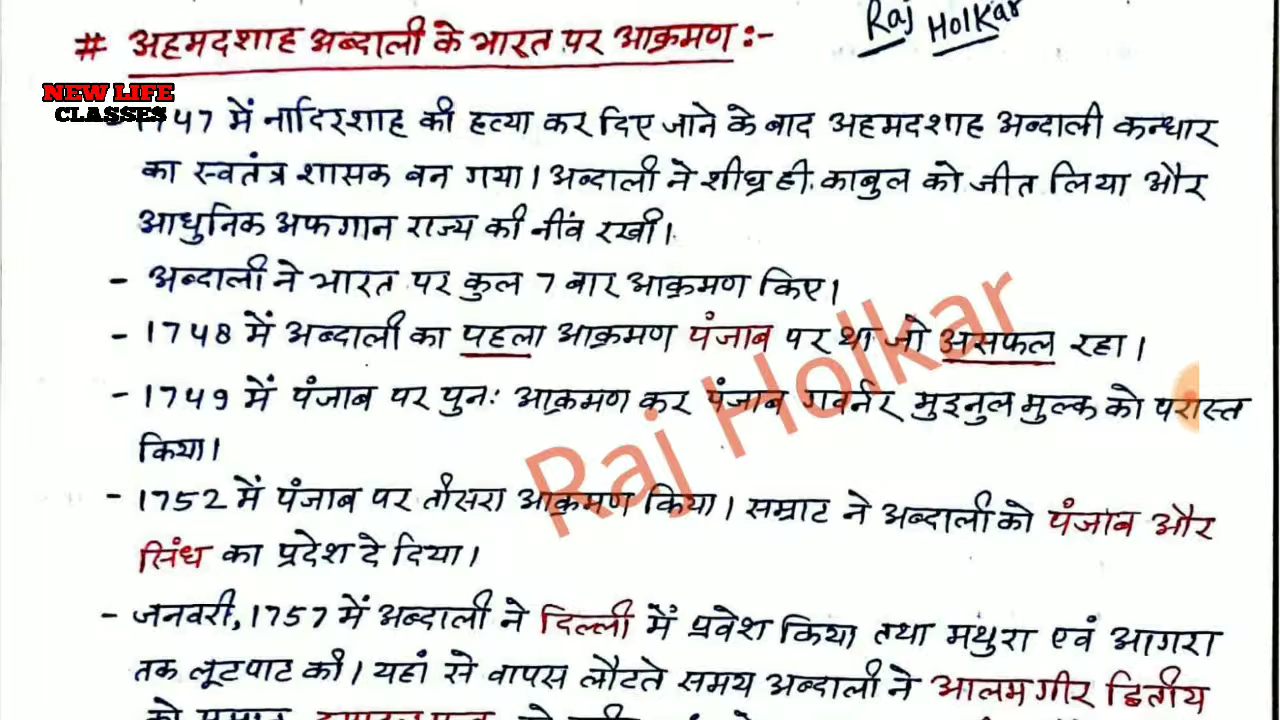 # अहमदशाह अब्दाली के भारत पर आक्रमण :-
Raj Holkar
NEW LIFE
CLASSES
- 1747 में नादिरशाह की हत्या कर दिए जाने के बाद अहमदशाह अब्दाली कन्धार
का स्वतंत्र शासक बन गया। अब्दाली ने शीघ्र ही काबुल को जीत लिया और
आधुनिक अफगान राज्य की नींव रखी।
- अब्दाली ने भारत पर कुल 7 बार आक्रमण किए।
- 1748 में अब्दाली का पहला आक्रमण पंजाब पर था जो असफल रहा।
- 1749 में पंजाब पर पुनः आक्रमण कर पंजाब गवर्नर मुइनुल मुल्क को परास्त
किया।
- 1752 में पंजाब पर तीसरा आक्रमण किया। सम्राट ने अब्दाली को पंजाब और
सिंध का प्रदेश दे दिया।
- जनवरी, 1757 में अब्दाली ने दिल्ली में प्रवेश किया तथा मथुरा एवं आगरा
तक लूटपाट की। यहां से वापस लौटते समय अब्दाली ने आलमगीर द्वितीय
Raj Holkar